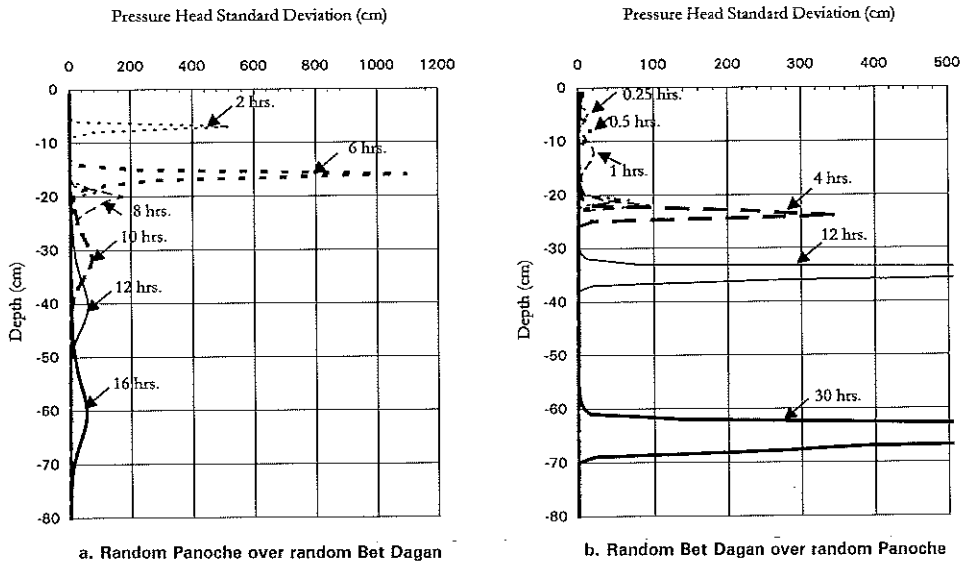 Pressure Head Standard Deviation (cm)
0 200 400 600 800 1000 1200
Depth (cm)
0
-10
-20
-30
-40
-50
-60
-70
-80
2 hrs.
6 hrs.
8 hrs.
10 hrs.
12 hrs.
16 hrs.
a. Random Panoche over random Bet Dagan
Pressure Head Standard Deviation (cm)
0 100 200 300 400 500
Depth (cm)
0
-10
-20
-30
-40
-50
-60
-70
-80
0.25 hrs.
0.5 hrs.
1 hrs.
4 hrs.
12 hrs.
30 hrs.
b. Random Bet Dagan over random Panoche